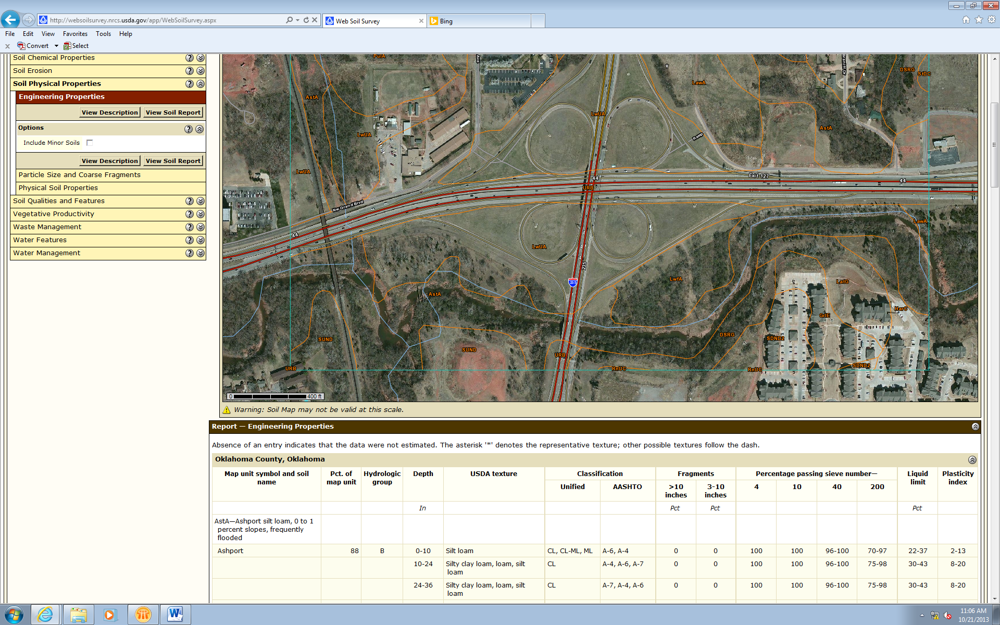 http://websoilsurvey.nrcs.usda.gov/app/WebSoilSurvey.aspx
Web Soil Survey
Bing
File Edit View Favorites Tools Help
x Convert Select
Soil Chemical Properties
Soil Erosion
Soil Physical Properties
Engineering Properties
View Description View Soil Report
Options
Include Minor Soils
View Description View Soil Report
Particle Size and Coarse Fragments
Physical Soil Properties
Soil Qualities and Features
Vegetative Productivity
Waste Management
Water Features
Water Management
PulA
Ave
Braniff Dr
DSRG
StDC
LawA
AstA
LwUA
AstA
LwUA
Ramp
LwUA
44
Exit 127
44
URB
Nw Grand Blvd
LawA
44
LwUA
235
LwfA
235
LatG
AstA
HarC
GrlE
SUND
DSRG
SDND2
SUND
URB
URB
RnUC
RnUC
SDND2
0 400 ft
Warning: Soil Map may not be valid at this scale.
Report — Engineering Properties
Absence of an entry indicates that the data were not estimated. The asterisk '*' denotes the representative texture; other possible textures follow the dash.
Oklahoma County, Oklahoma
Map unit symbol and soil name Pct. of map unit Hydrologic group Depth USDA texture Classification Fragments Percentage passing sieve number— Liquid limit Plasticity index
Unified AASHTO >10 inches 3-10 inches 4 10 40 200
In Pct Pct Pct
AstA—Ashport silt loam, 0 to 1
percent slopes, frequently
flooded
Ashport 88 B 0-10 Silt loam CL, CL-ML, ML A-6, A-4 0 0 100 100 96-100 70-97 22-37 2-13
10-24 Silty clay loam, loam, silt loam CL A-4, A-6, A-7 0 0 100 100 96-100 75-98 30-43 8-20
24-36 Silty clay loam, loam, silt loam CL A-7, A-4, A-6 0 0 100 100 96-100 75-98 30-43 8-20
11:06 AM
10/21/2013